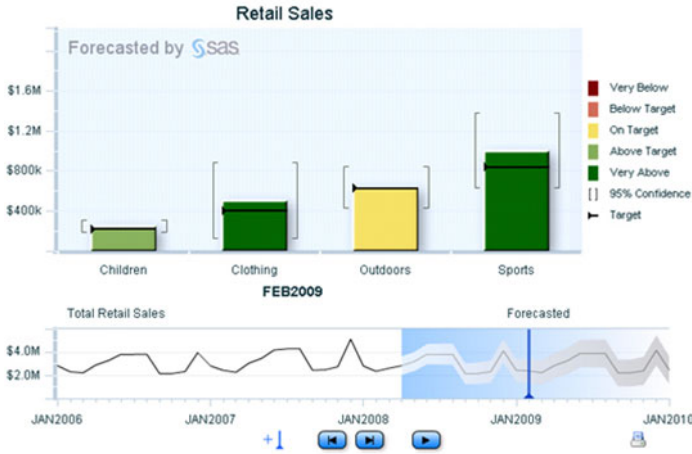 Retail Sales
Forecasted by sas
$1.6M
$1.2M
$800k
$400k
Very Below
Below Target
On Target
Above Target
Very Above
[ ] 95% Confidence
Target
Children Clothing Outdoors Sports
FEB2009
Total Retail Sales Forecasted
$4.0M
$2.0M
JAN2006 JAN2007 JAN2008 JAN2009 JAN2010